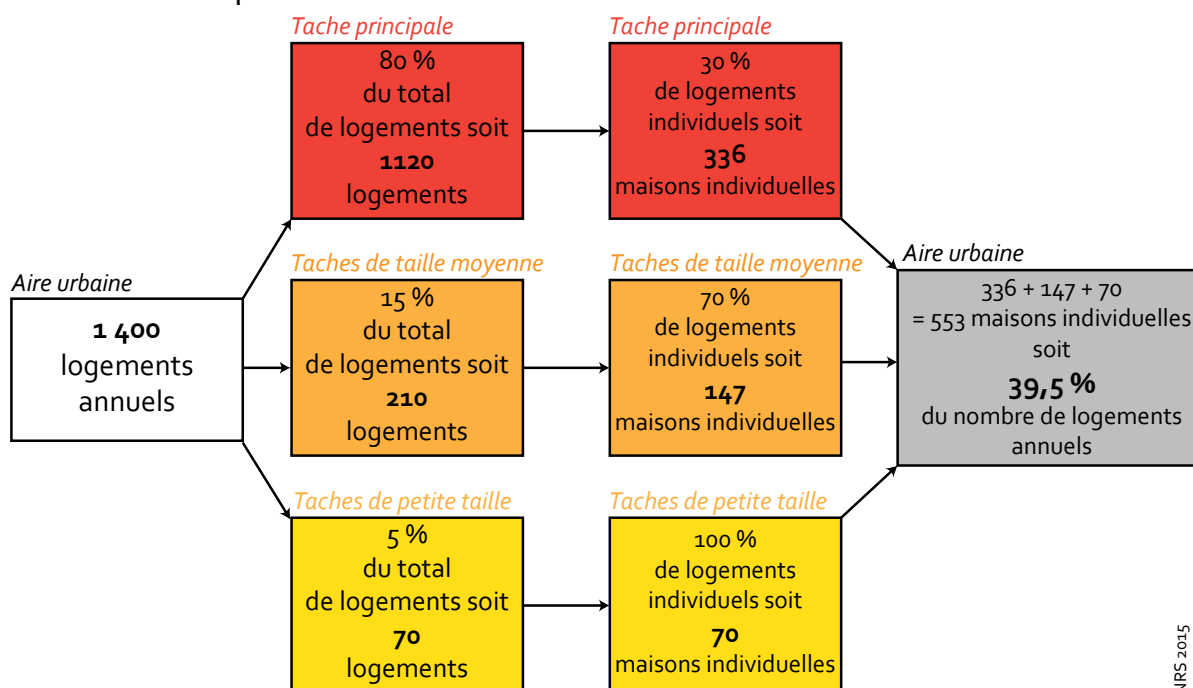 Aire urbaine
1 400
logements
annuels
Tache principale
80 %
du total
de logements soit
1120
logements
Tache principale
30 %
de logements
individuels soit
336
maisons individuelles
Taches de taille moyenne
15 %
du total
de logements soit
210
logements
Taches de taille moyenne
70 %
de logements
individuels soit
147
maisons individuelles
Taches de petite taille
5 %
du total
de logements soit
70
logements
Taches de petite taille
100 %
de logements
individuels soit
70
maisons individuelles
Aire urbaine
336 + 147 + 70
= 553 maisons individuelles
soit
39,5 %
du nombre de logements
annuels
NRS 2015